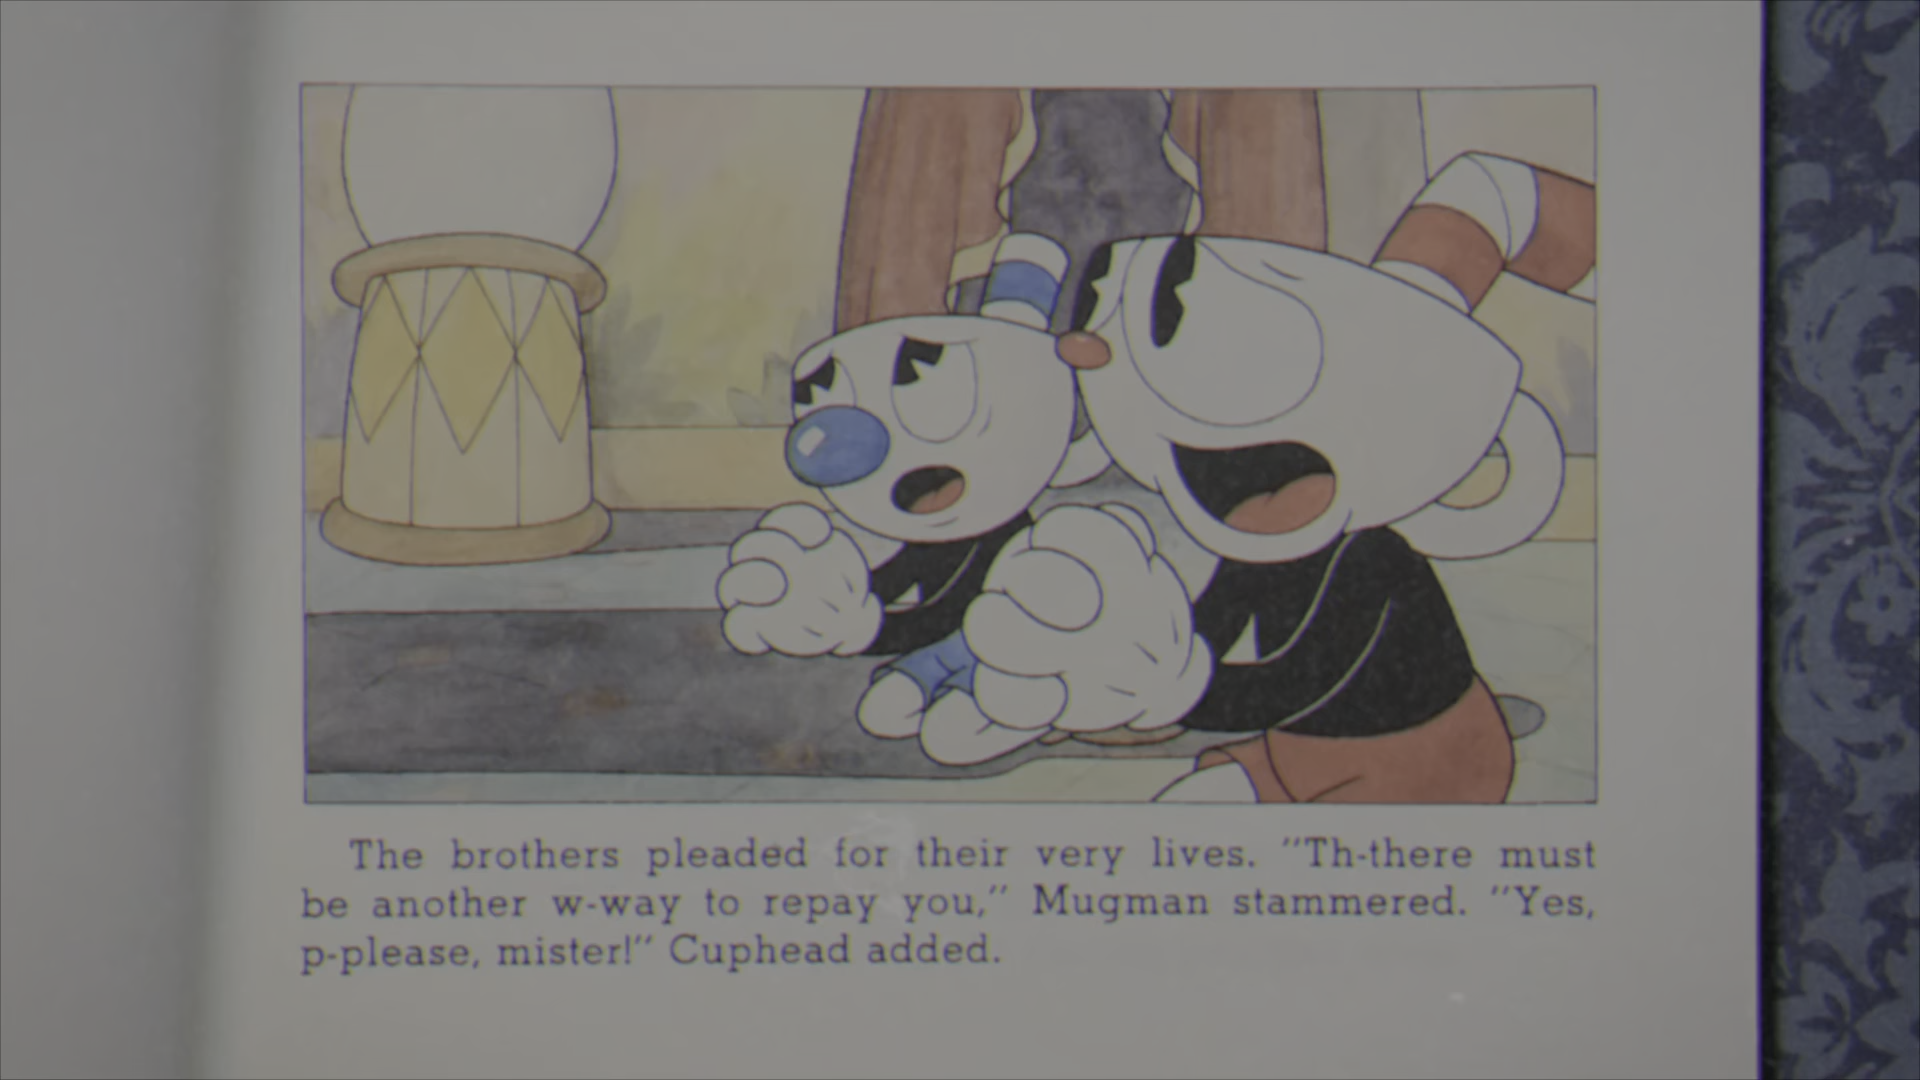 The brothers pleaded for their very lives. "Th-there must
be another w-way to repay you," Mugman stammered. "Yes,
p-please, mister!" Cuphead added.